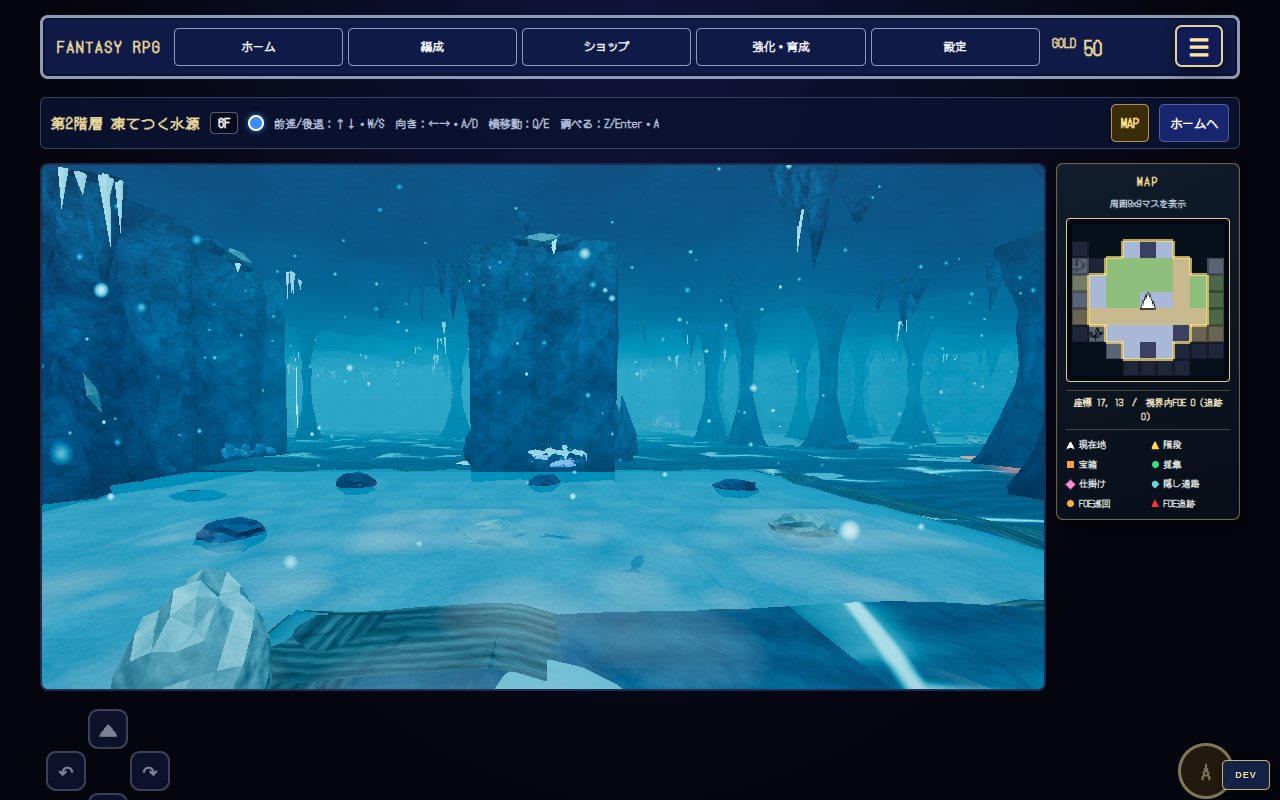 FANTASY RPG ホーム 編成 ショップ 強化・育成 設定 GOLD 50
第2階層 凍てつく水源 6F 前進/後退：↑↓・W/S 向き：←→・A/D 横移動：Q/E 調べる：Z/Enter・A MAP ホームへ
MAP
周囲9x9マスを表示
座標 17, 13 / 視界内FOE 0 (追跡
0)
現在地 階段
宝箱 採集
仕掛け 隠し通路
FOE巡回 FOE追跡
A
DEV